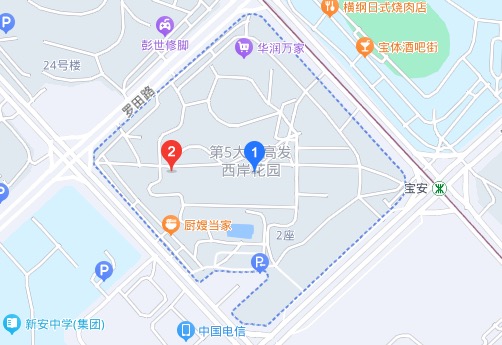 横纲日式烧肉店
彭世修脚
华润万家
宝体酒吧街
24号楼
罗田路
第5大 高发
西岸花园
2
1
宝安
厨嫂当家
2座
P
P
P
P
新安中学(集团)
中国电信